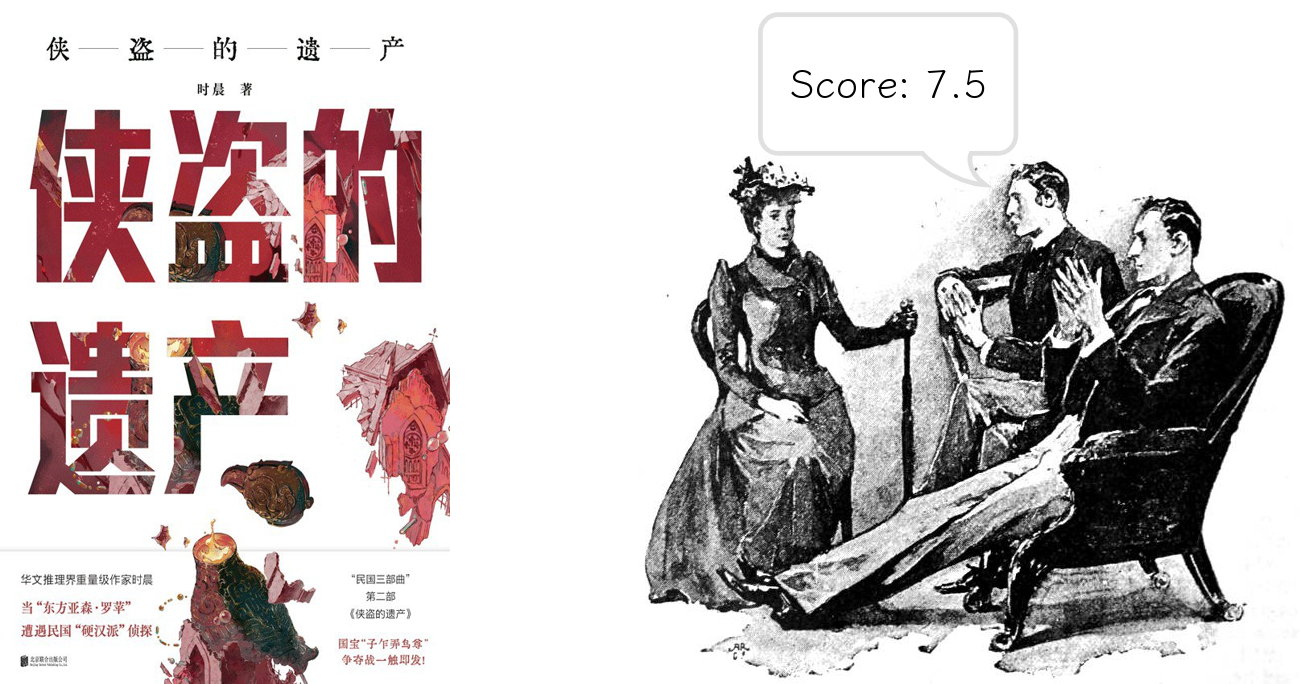 侠盗的遗产
时晨 著
侠盗的
遗产
华文推理界重量级作家时晨
当“东方亚森·罗苹”
遭遇民国“硬汉派”侦探
北京联合出版公司
“民国三部曲”
第二部
《侠盗的遗产》
国宝“子乍弄鸟尊”
争夺战一触即发!
Score: 7.5